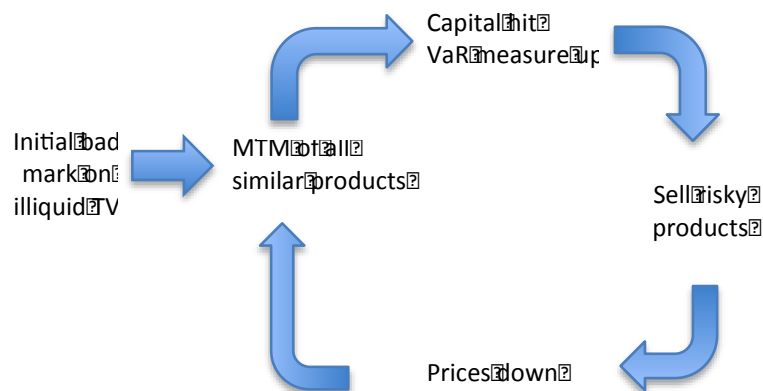 Capital hit
VaR measure up
Initial bad
mark on
illiquid TV
MTM of all
similar products
Sell risky
products
Prices down